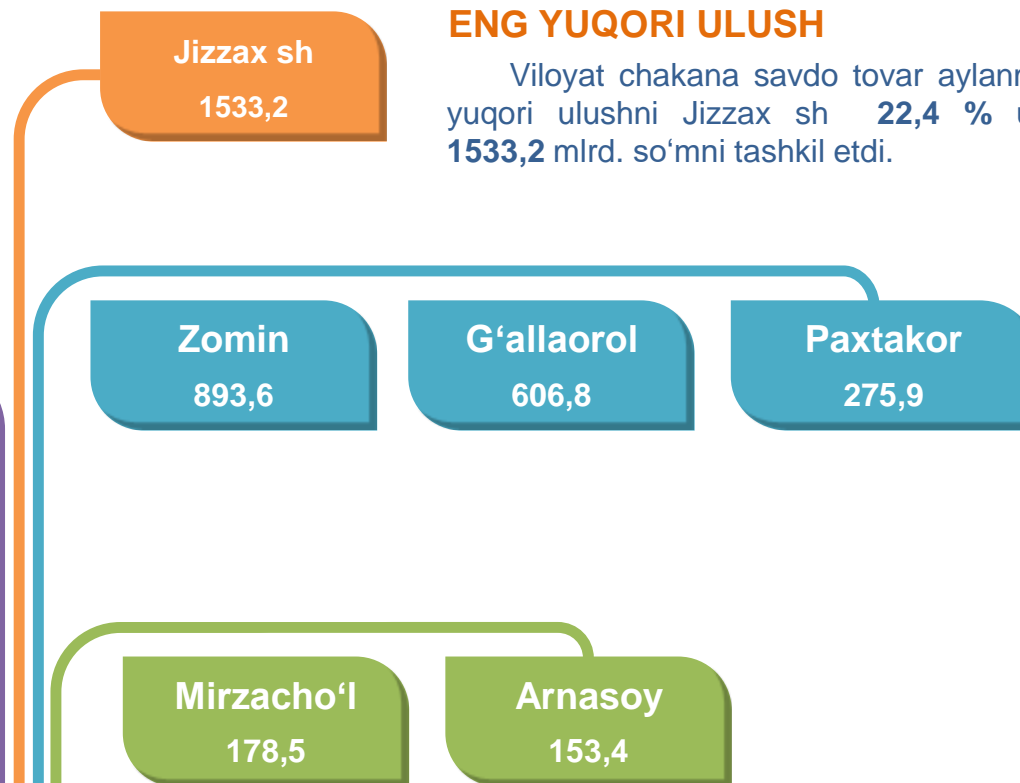 Jizzax sh
1533,2
ENG YUQORI ULUSH
Viloyat chakana savdo tovar
yuqori ulushni Jizzax sh 22,4 %
1533,2 mlrd. so‘mni tashkil etdi.
Zomin
893,6
G‘allaorol
606,8
Paxtakor
275,9
Mirzacho‘l
178,5
Arnasoy
153,4